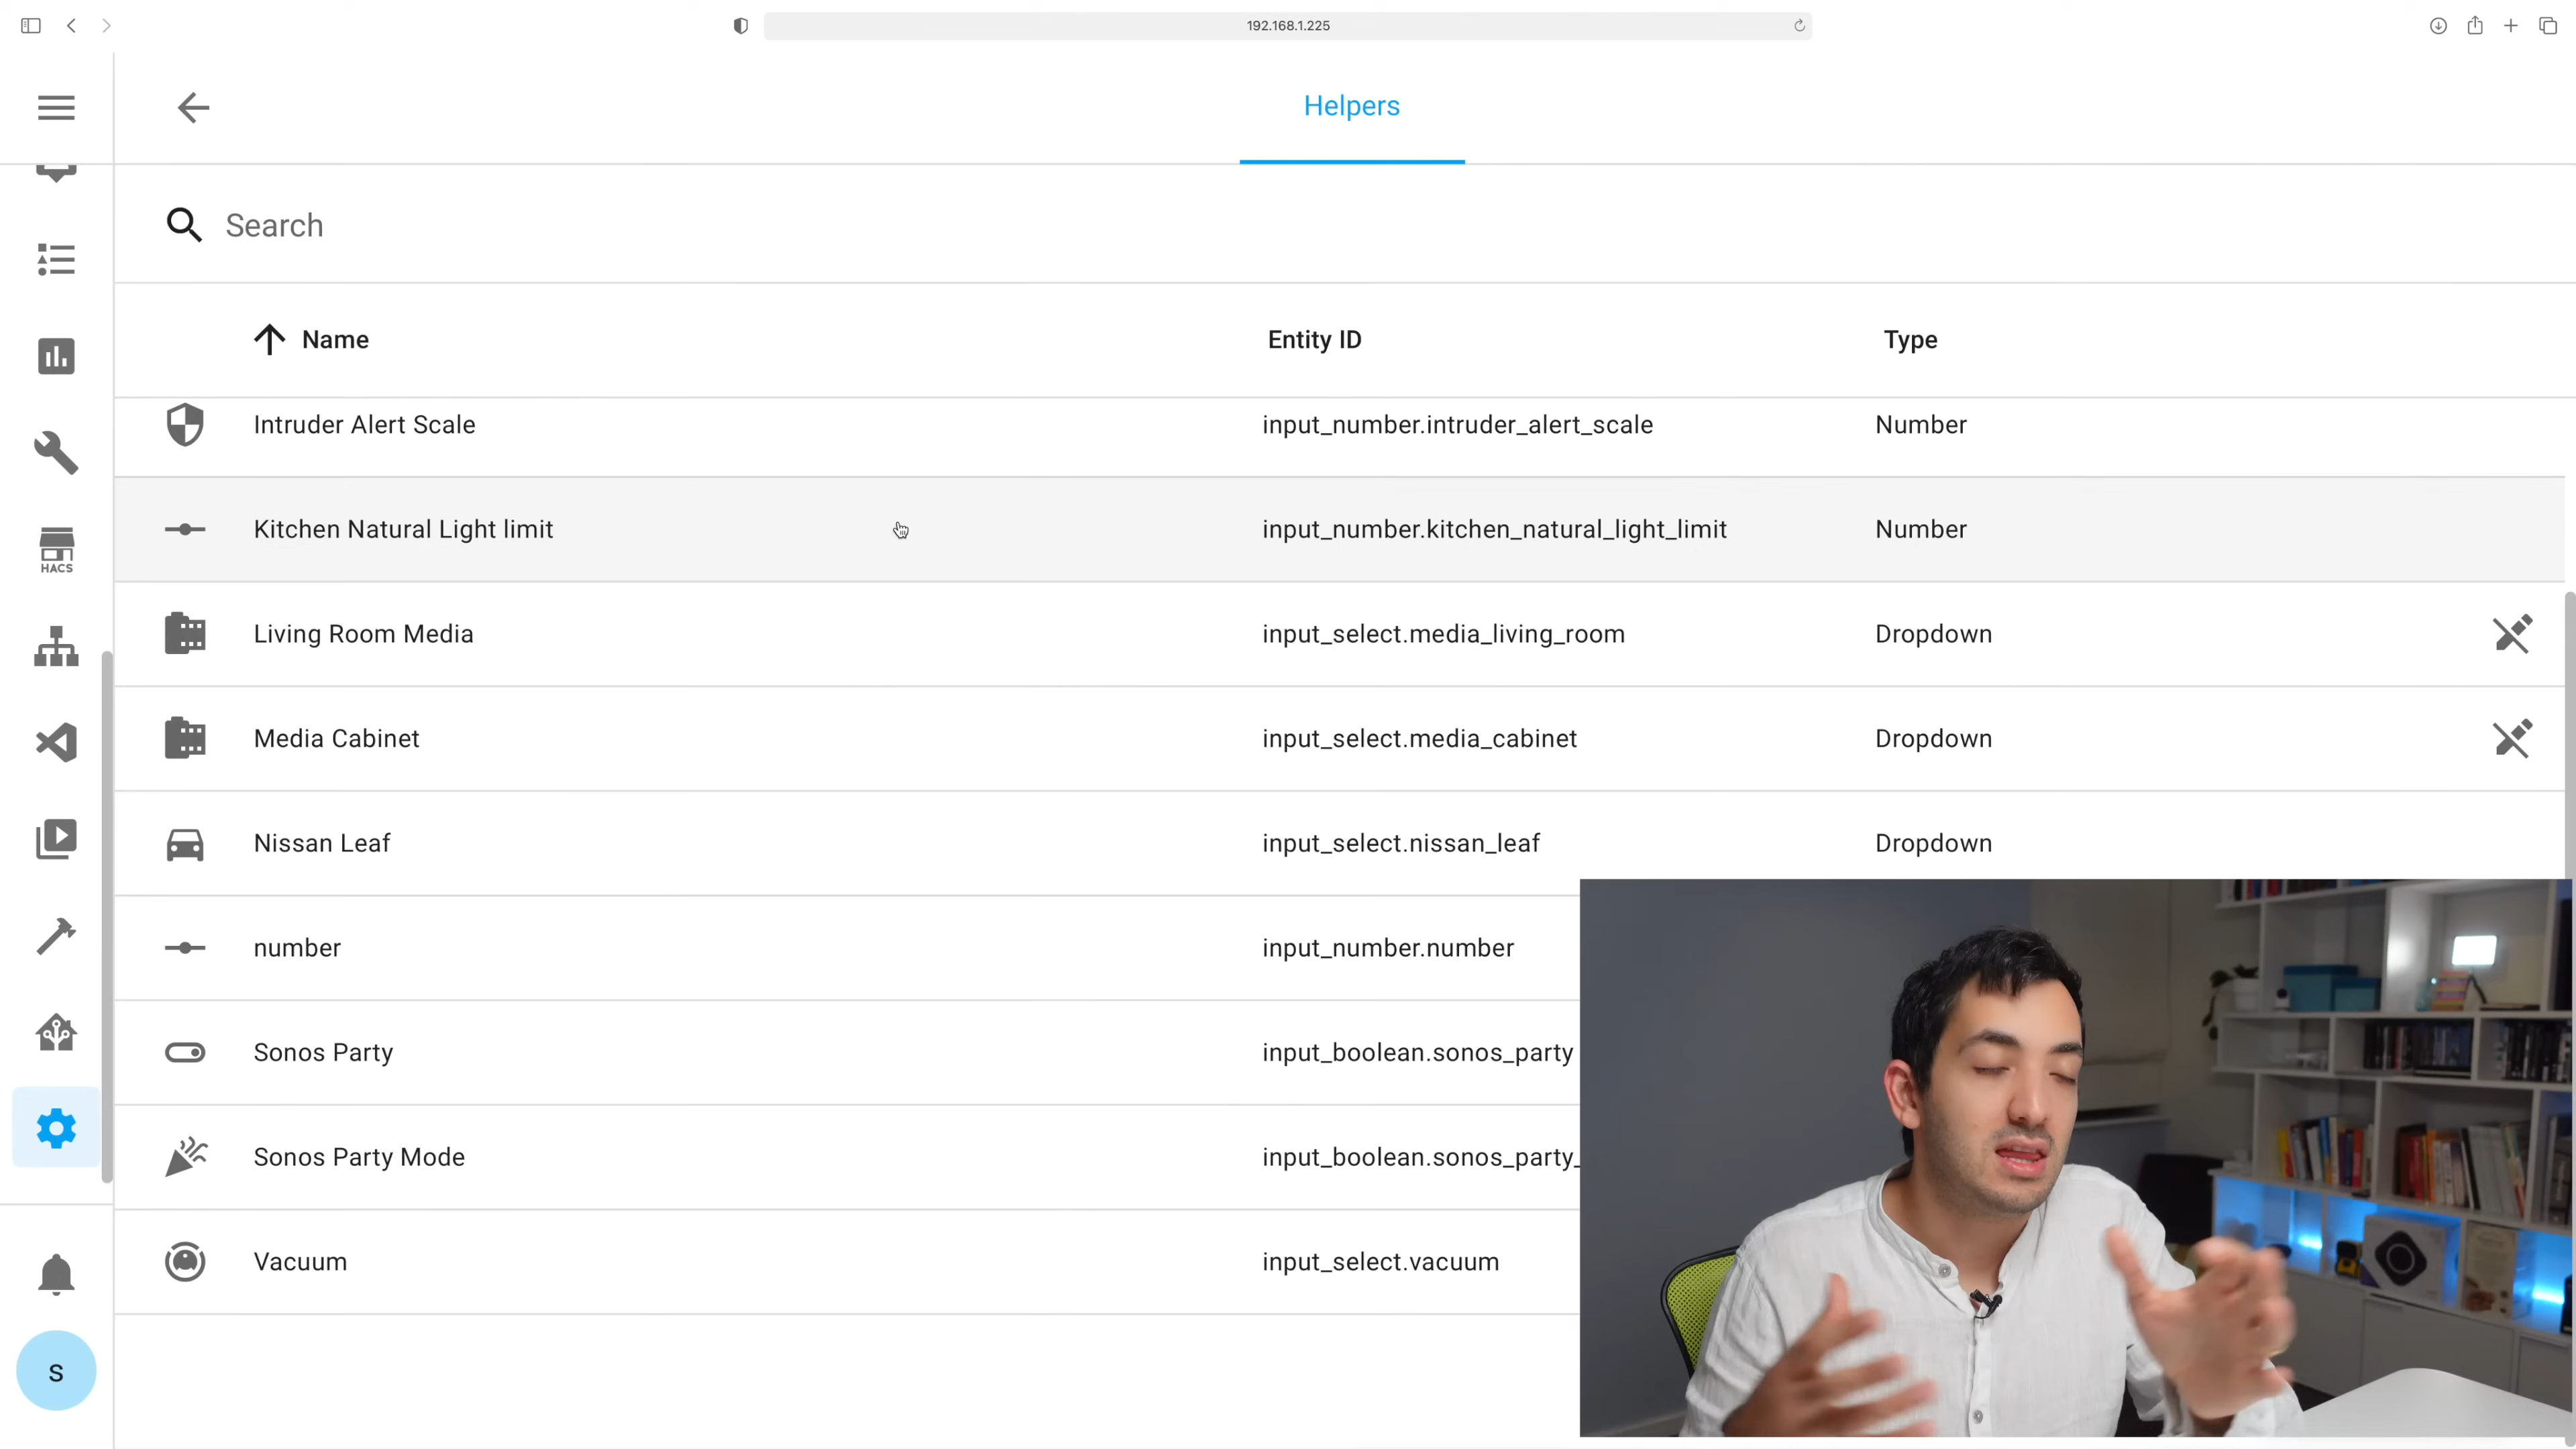 192.168.1.225
Helpers
Search
Name Entity ID Type
Intruder Alert Scale input_number.intruder_alert_scale Number
Kitchen Natural Light limit input_number.kitchen_natural_light_limit Number
HACS
Living Room Media input_select.media_living_room Dropdown
Media Cabinet input_select.media_cabinet Dropdown
Nissan Leaf input_select.nissan_leaf Dropdown
number input_number.number
Sonos Party input_boolean.sonos_party
Sonos Party Mode input_boolean.sonos_party_
Vacuum input_select.vacuum
s